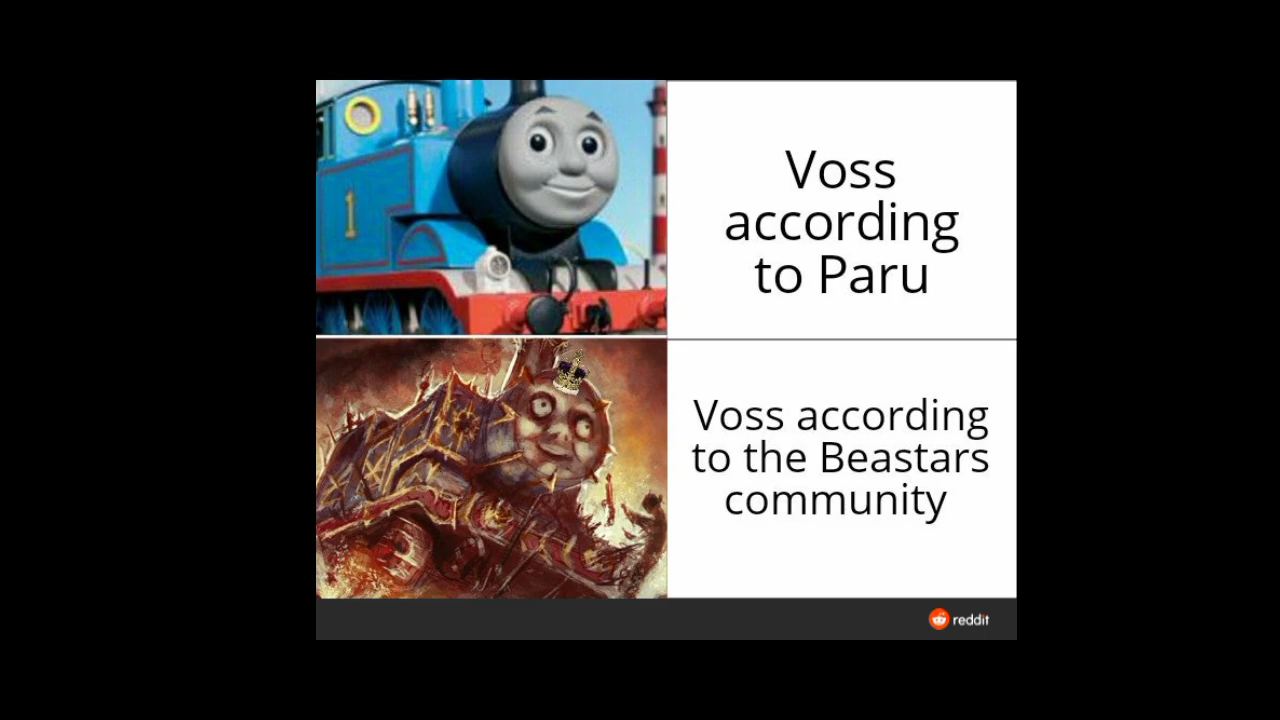 1
Voss
according
to Paru
Voss according
to the Beastars
community
reddit